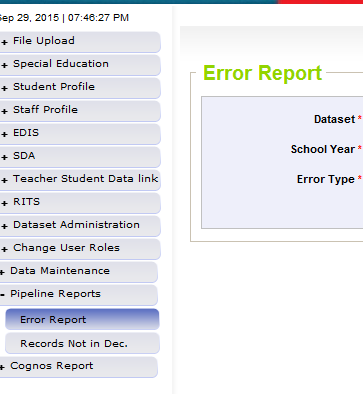 Sep 29, 2015 | 07:46:27 PM
+ File Upload
+ Special Education
+ Student Profile
+ Staff Profile
+ EDIS
+ SDA
+ Teacher Student Data link
+ RITS
+ Dataset Administration
+ Change User Roles
+ Data Maintenance
- Pipeline Reports
Error Report
Records Not in Dec.
+ Cognos Report
Error Report
Dataset *
School Year *
Error Type *